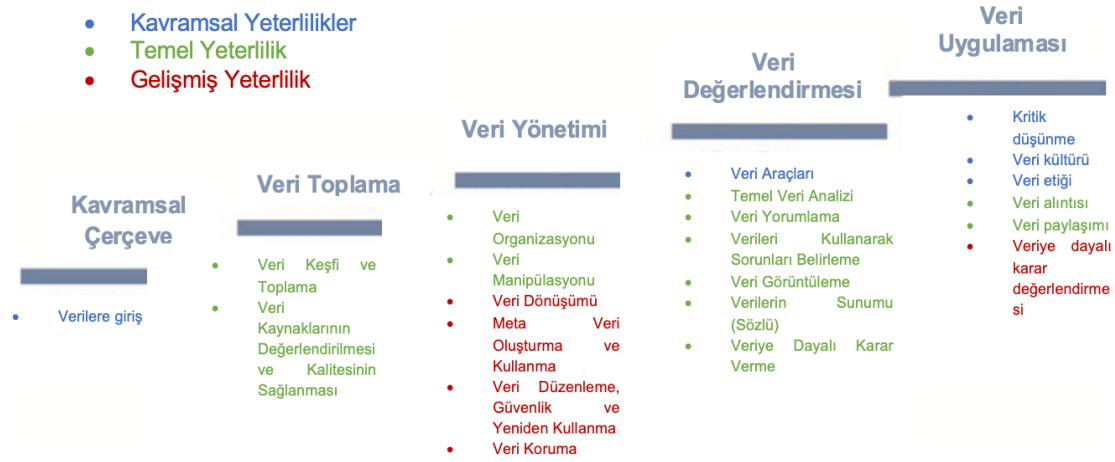 Kavramsal Yeterlilikler
Temel Yeterlilik
Gelişmiş Yeterlilik
Kavramsal
Çerçeve
Verilere giriş
Veri Toplama
Veri Keşfi ve
Toplama
Veri
Kaynaklarının
Değerlendirilmesi
ve Kalitesinin
Sağlanması
Veri Yönetimi
Veri
Organizasyonu
Veri
Manipülasyonu
Veri Dönüşümü
Meta Veri
Oluşturma ve
Kullanma
Veri Düzenleme,
Güvenlik ve
Yeniden Kullanma
Veri Koruma
Veri
Değerlendirmesi
Veri Araçları
Temel Veri Analizi
Veri Yorumlama
Verileri Kullanarak
Sorunları Belirleme
Veri Görüntüleme
Verilerin Sunumu
(Sözlü)
Veriye Dayalı Karar
Verme
Veri
Uygulaması
Kritik
düşünme
Veri kültürü
Veri etiği
Veri alıntısı
Veri paylaşımı
Veriye dayalı
karar
değerlendirme
si